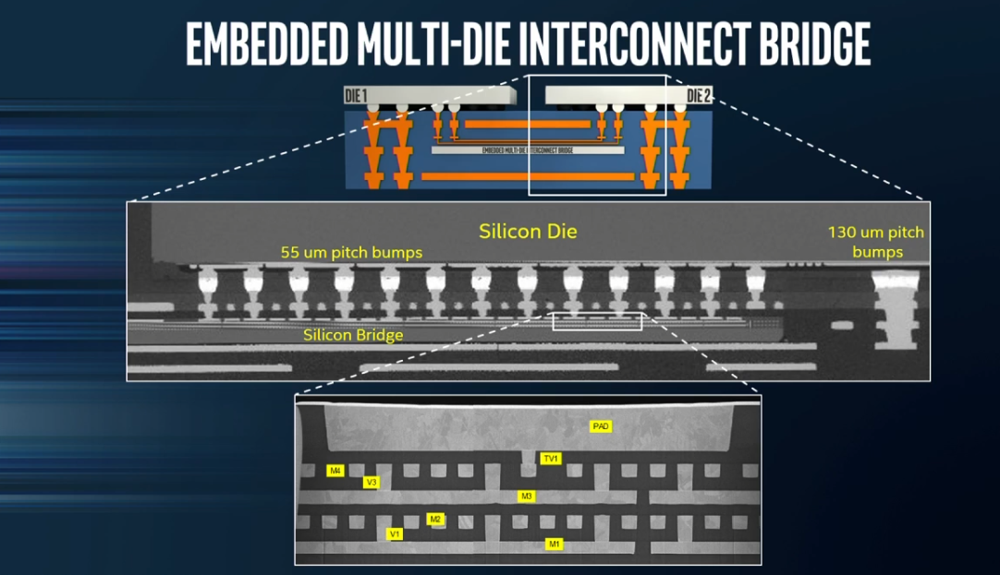 EMBEDDED MULTI-DIE INTERCONNECT BRIDGE
DIE 1
DIE 2
EMBEDDED MULTI-DIE INTERCONNECT BRIDGE
Silicon Die
130 um pitch
bumps
55 um pitch bumps
Silicon Bridge
PAD
TV1
M4
V3
M3
M2
V1
M1